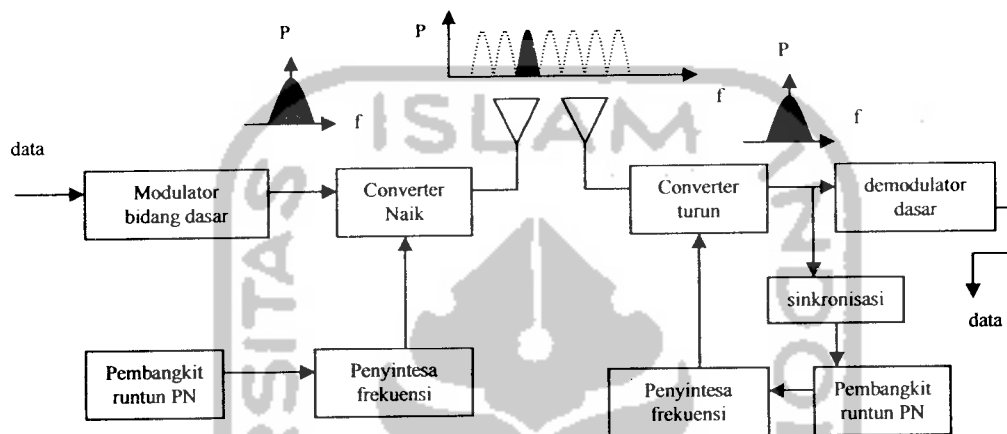 P
P
P
f
f
f
ISLAM
data
Modulator
bidang dasar
Converter
Naik
Converter
turun
demodulator
dasar
sinkronisasi
data
Pembangkit
runtun PN
Penyintesa
frekuensi
Penyintesa
frekuensi
Pembangkit
runtun PN